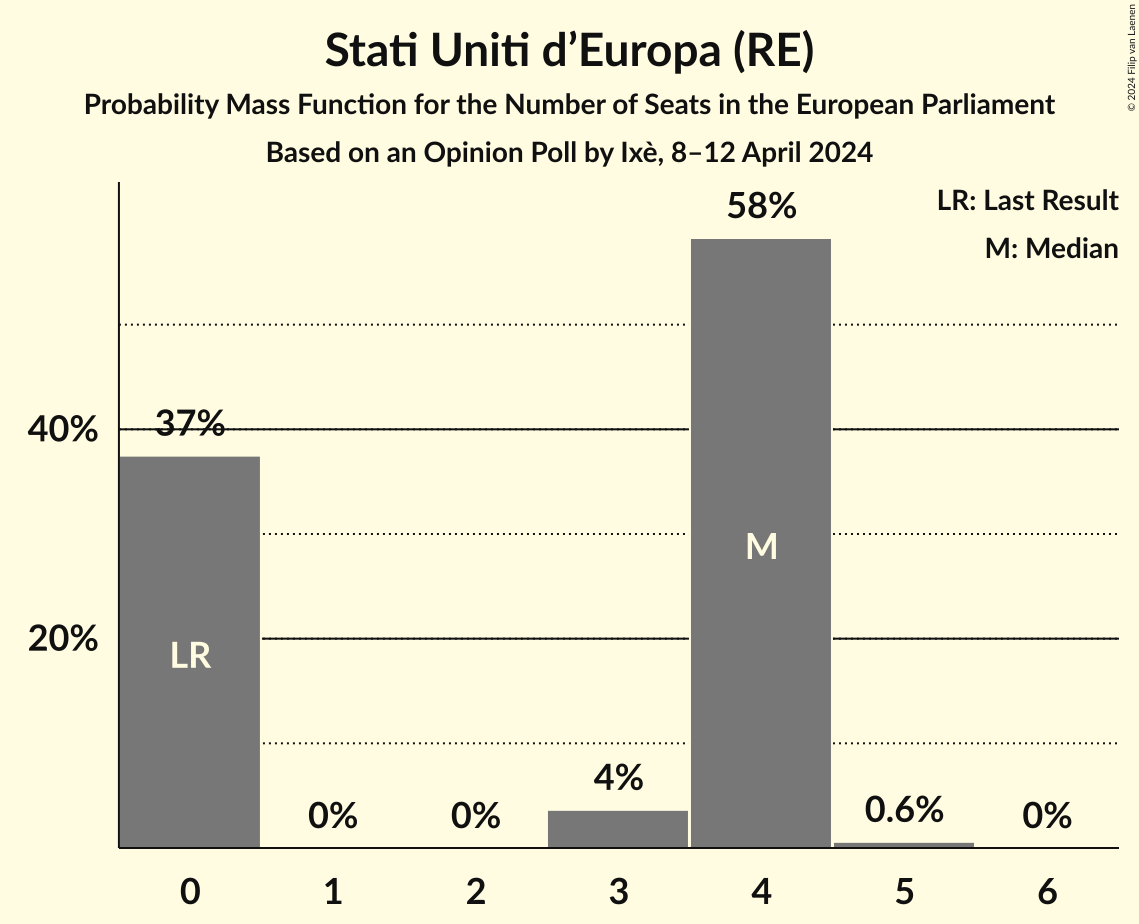 Stati Uniti d’Europa (RE)
Probability Mass Function for the Number of Seats in the European Parliament
Based on an Opinion Poll by Ixè, 8–12 April 2024
© 2024 Filip van Laenen
LR: Last Result
M: Median
58%
37%
40%
M
20%
LR
4%
0%
0%
0.6%
0%
0 1 2 3 4 5 6